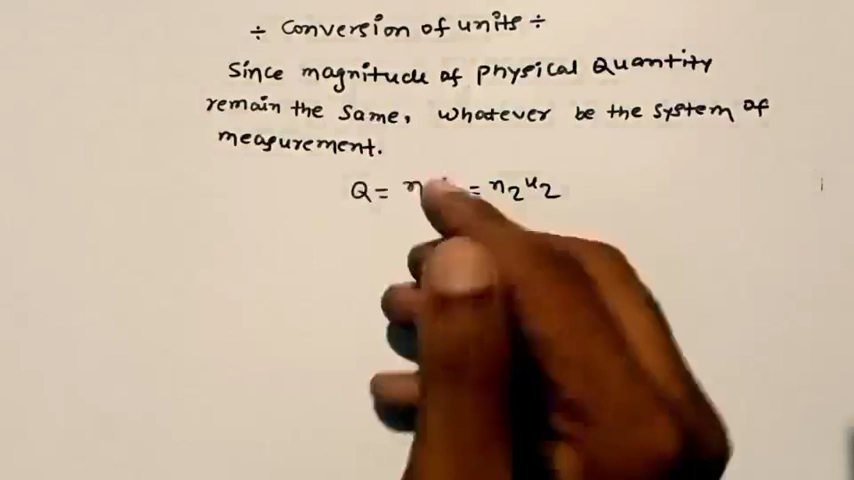 ÷ Conversion of units ÷
Since magnitude of physical Quantity
remain the same, whatever be the system of
measurement.
Q = n = n2u2